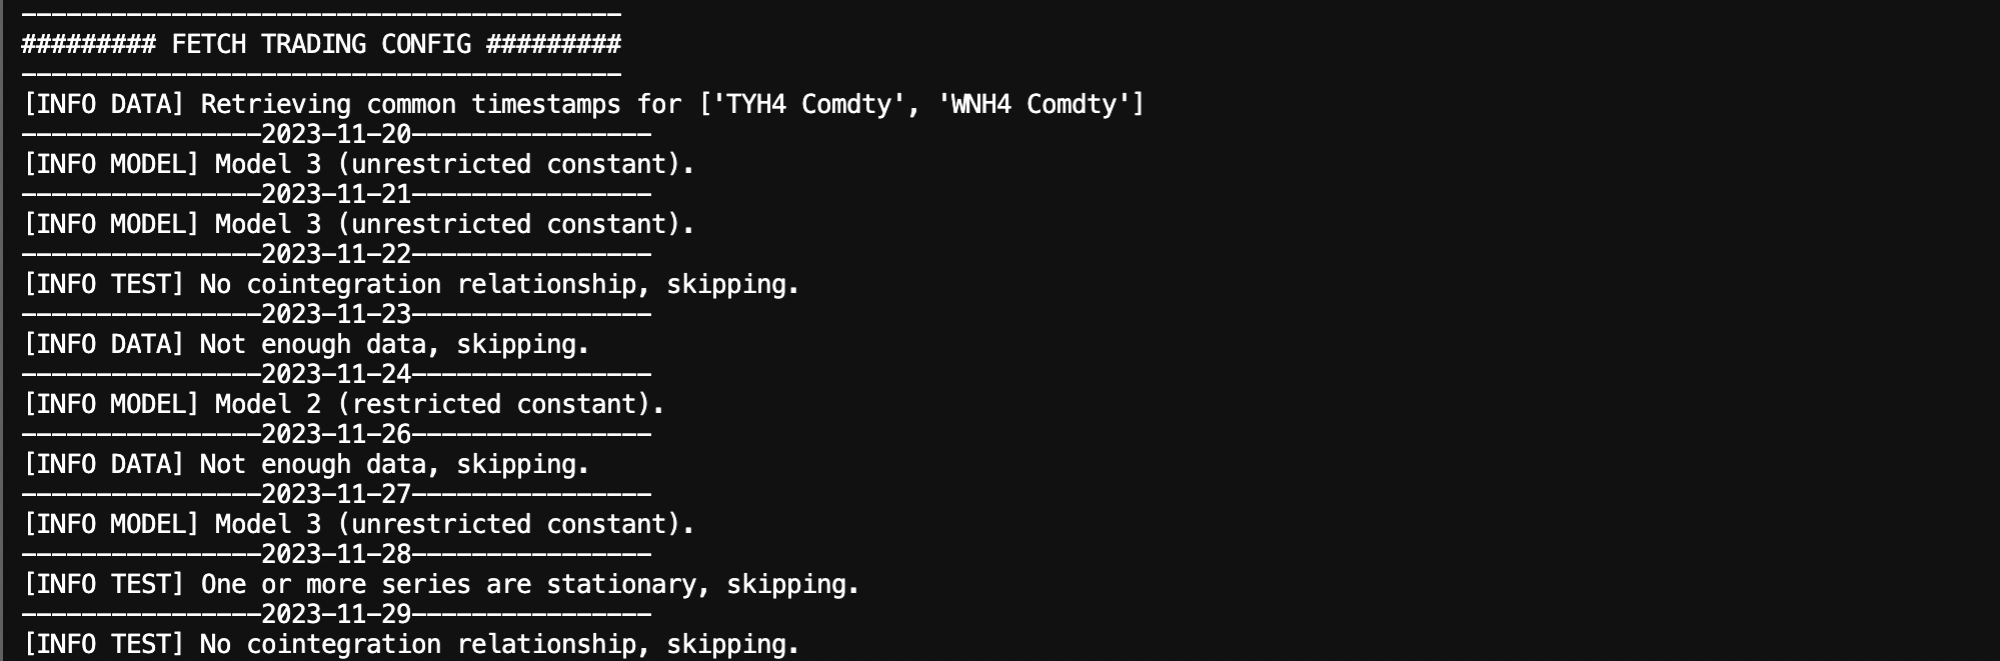 ----------------------------------------
######### FETCH TRADING CONFIG #########
----------------------------------------
[INFO DATA] Retrieving common timestamps for ['TYH4 Comdty', 'WNH4 Comdty']
----------------2023-11-20----------------
[INFO MODEL] Model 3 (unrestricted constant).
----------------2023-11-21----------------
[INFO MODEL] Model 3 (unrestricted constant).
----------------2023-11-22----------------
[INFO TEST] No cointegration relationship, skipping.
----------------2023-11-23----------------
[INFO DATA] Not enough data, skipping.
----------------2023-11-24----------------
[INFO MODEL] Model 2 (restricted constant).
----------------2023-11-26----------------
[INFO DATA] Not enough data, skipping.
----------------2023-11-27----------------
[INFO MODEL] Model 3 (unrestricted constant).
----------------2023-11-28----------------
[INFO TEST] One or more series are stationary, skipping.
----------------2023-11-29----------------
[INFO TEST] No cointegration relationship, skipping.